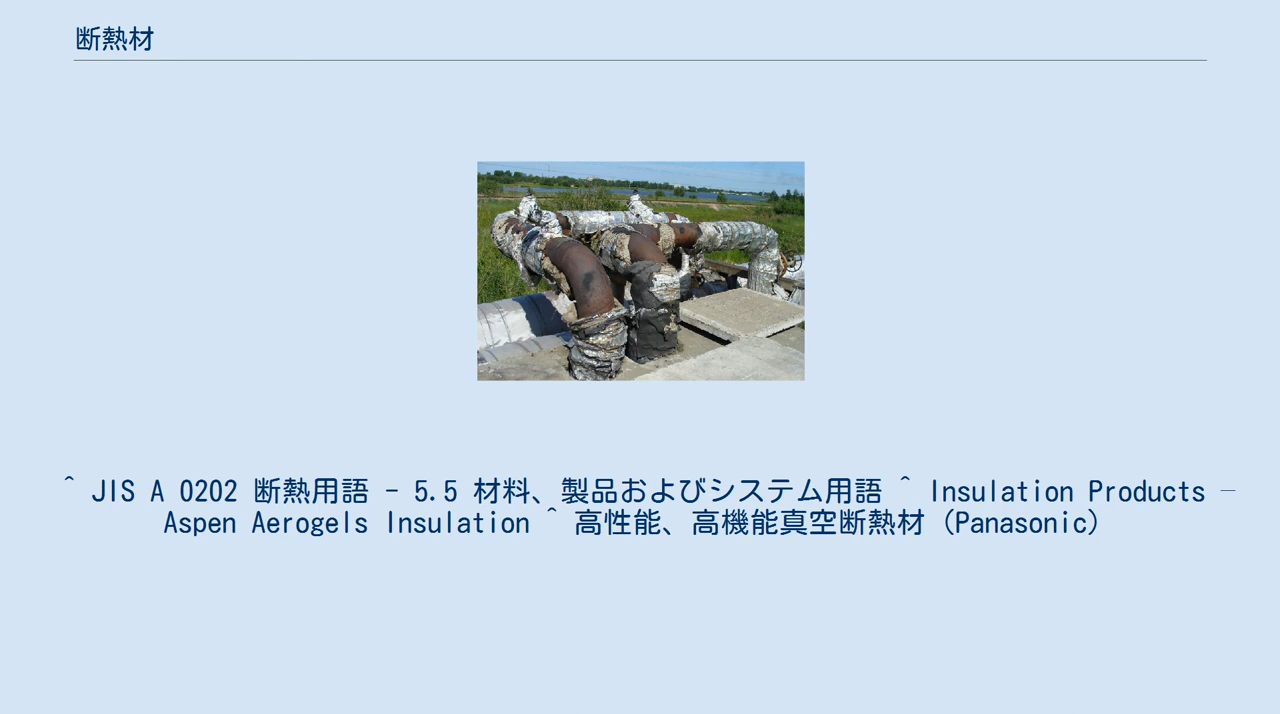 断熱材
^ JIS A 0202 断熱用語 - 5.5 材料、製品およびシステム用語 ^ Insulation Products –
Aspen Aerogels Insulation ^ 高性能、高機能真空断熱材 (Panasonic)